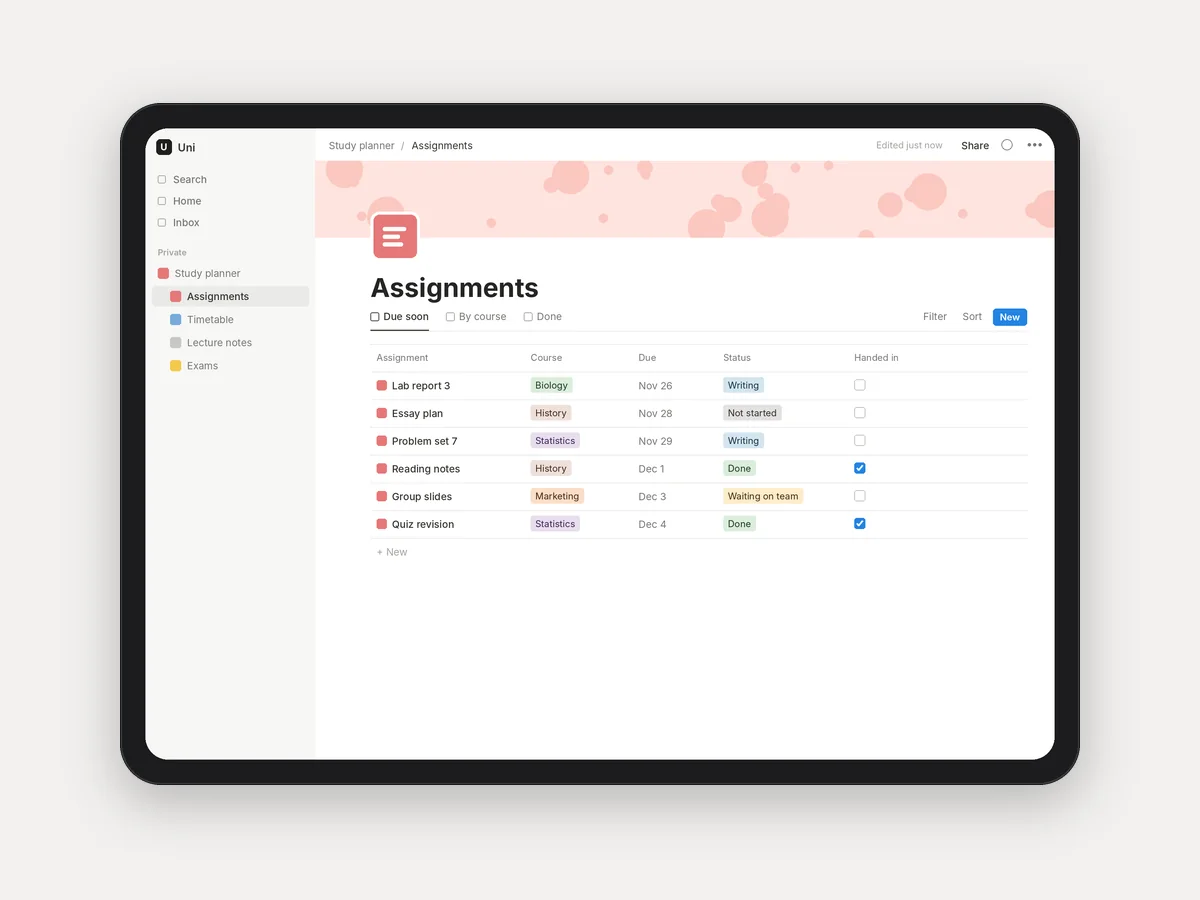 U Uni
Search
Home
Inbox
Private
Study planner
Assignments
Timetable
Lecture notes
Exams
Study planner / Assignments
Edited just now Share
Assignments
Due soon By course Done
Filter Sort New
Assignment Course Due Status Handed in
Lab report 3 Biology Nov 26 Writing
Essay plan History Nov 28 Not started
Problem set 7 Statistics Nov 29 Writing
Reading notes History Dec 1 Done
Group slides Marketing Dec 3 Waiting on team
Quiz revision Statistics Dec 4 Done
+ New